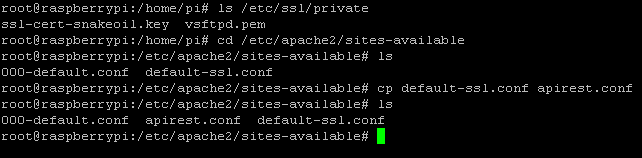 root@raspberrypi:/home/pi# ls /etc/ssl/private
ssl-cert-snakeoil.key  vsftpd.pem
root@raspberrypi:/home/pi# cd /etc/apache2/sites-available
root@raspberrypi:/etc/apache2/sites-available# ls
000-default.conf  default-ssl.conf
root@raspberrypi:/etc/apache2/sites-available# cp default-ssl.conf apirest.conf
root@raspberrypi:/etc/apache2/sites-available# ls
000-default.conf  apirest.conf  default-ssl.conf
root@raspberrypi:/etc/apache2/sites-available#